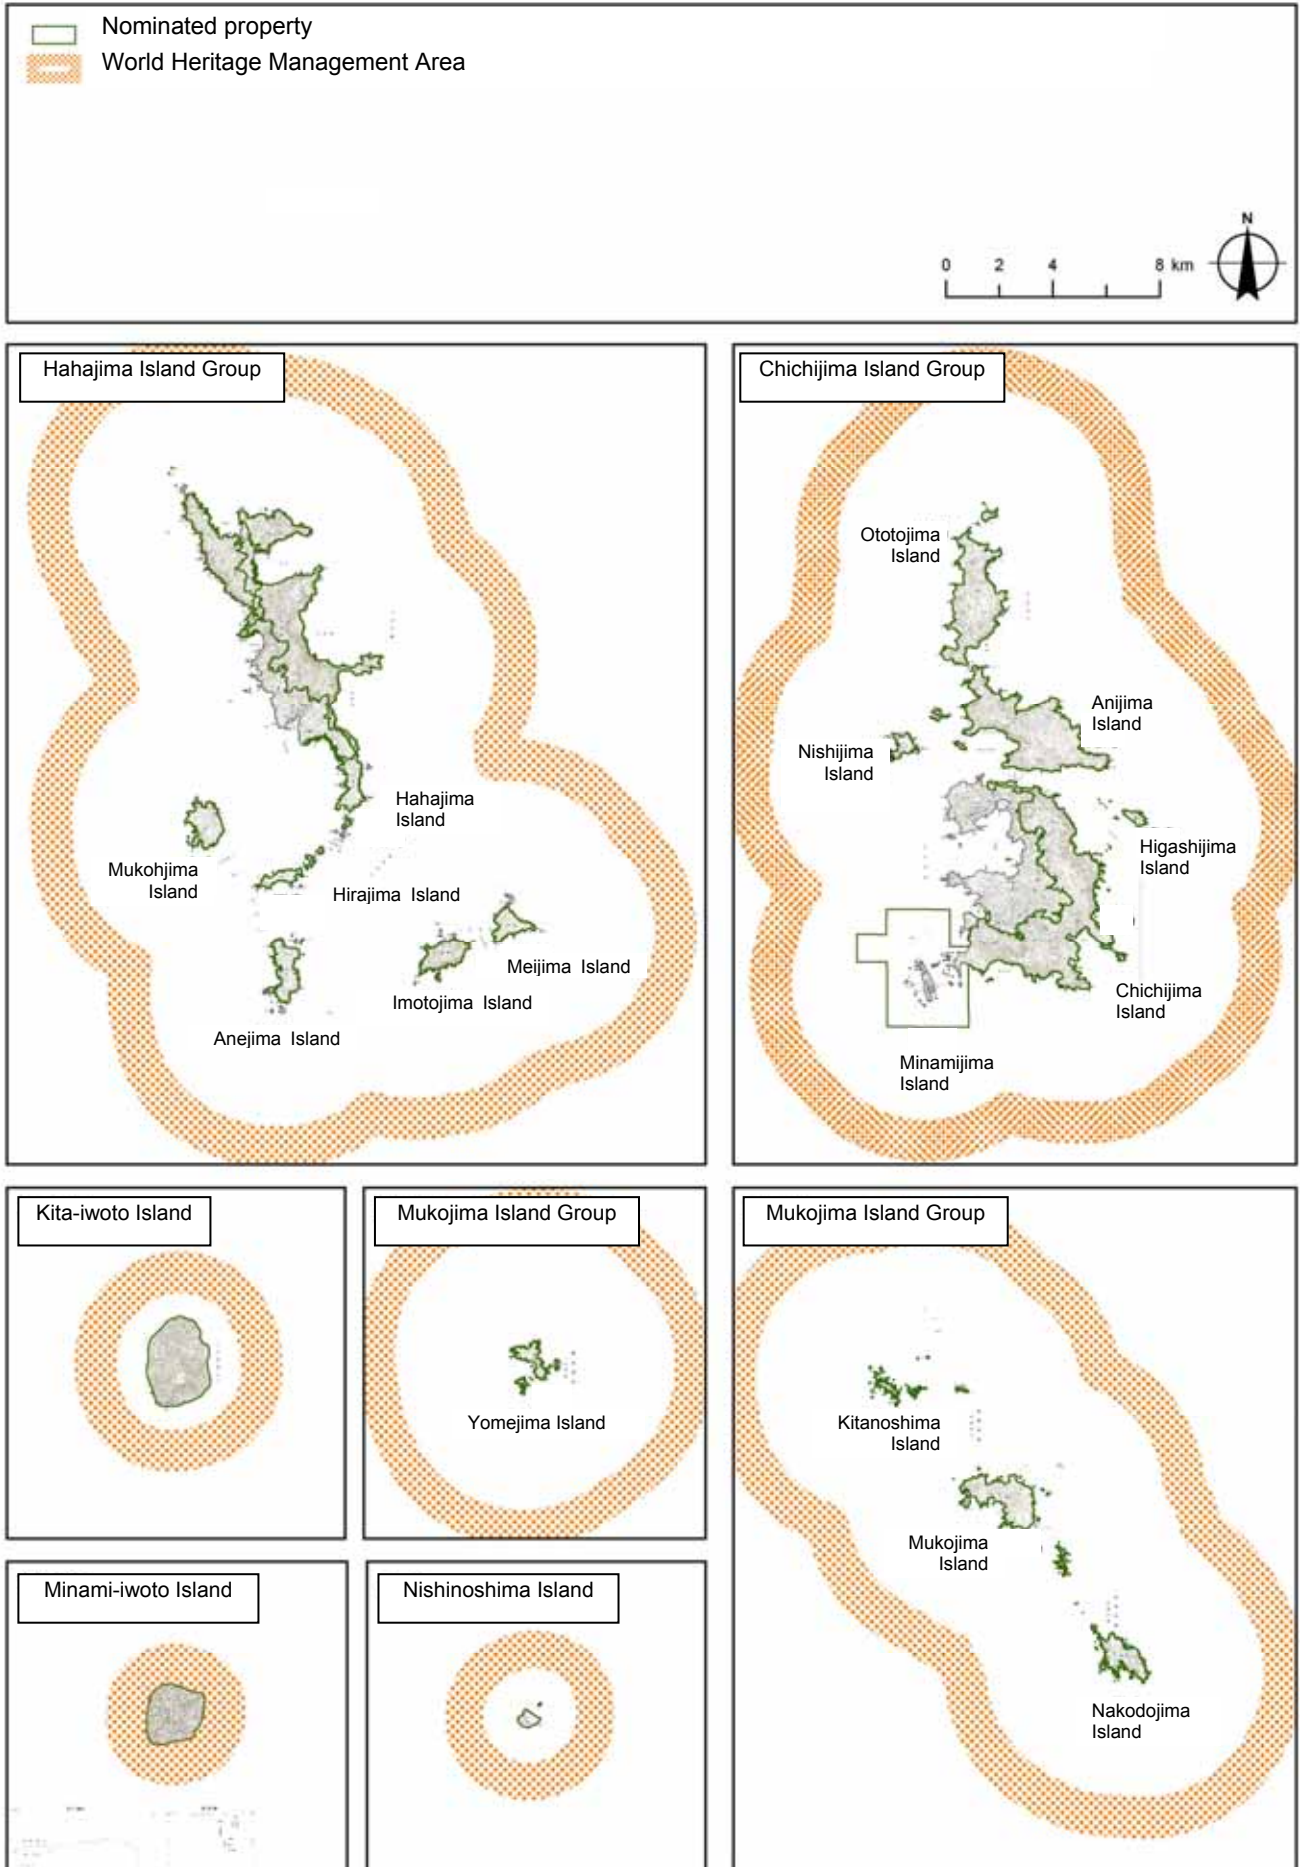 Nominated property
World Heritage Management Area
N
0 2 4 8 km
Hahajima Island Group
Hahajima
Island
Mukohjima
Island
Hirajima Island
Meijima Island
Imotojima Island
Anejima Island
Chichijima Island Group
Ototojima
Island
Anijima
Island
Nishijima
Island
Higashijima
Island
Chichijima
Island
Minamijima
Island
Kita-iwoto Island
Mukojima Island Group
Yomejima Island
Mukojima Island Group
Kitanoshima
Island
Mukojima
Island
Nakodojima
Island
Minami-iwoto Island
Nishinoshima Island